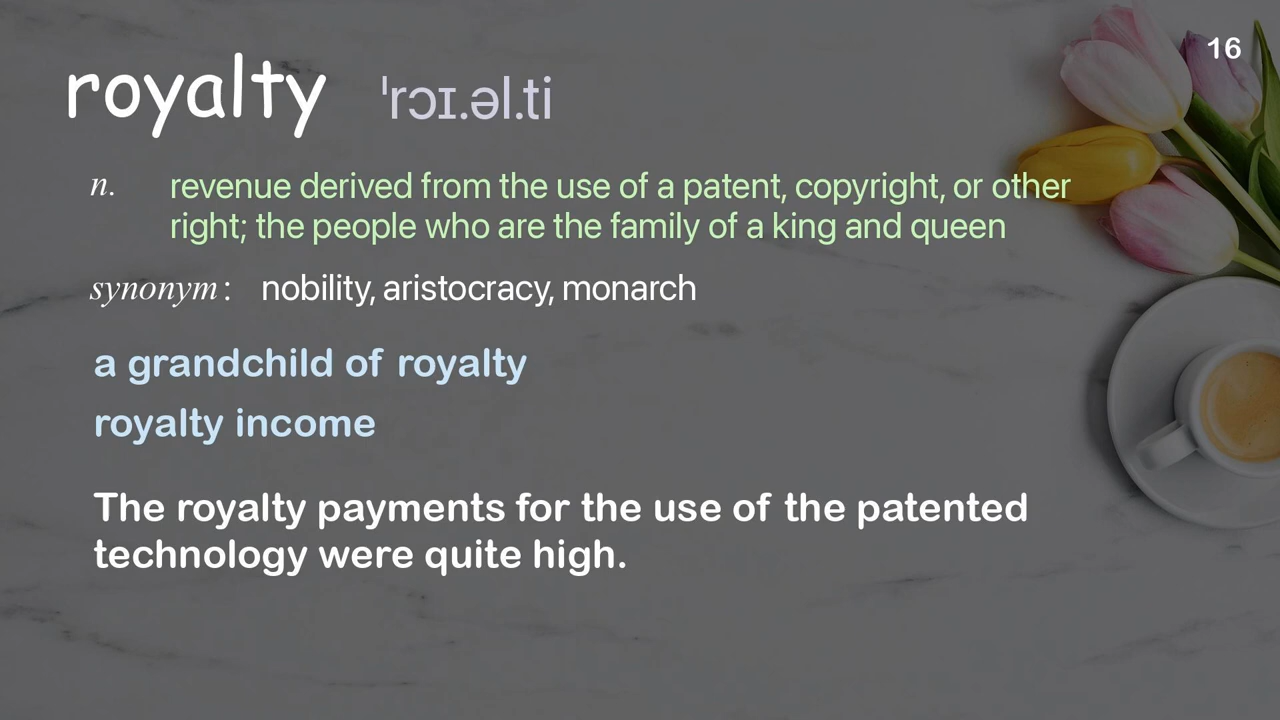 16
royalty ˈrɔɪ.əl.ti
n. revenue derived from the use of a patent, copyright, or other
right; the people who are the family of a king and queen
synonym: nobility, aristocracy, monarch
a grandchild of royalty
royalty income
The royalty payments for the use of the patented
technology were quite high.